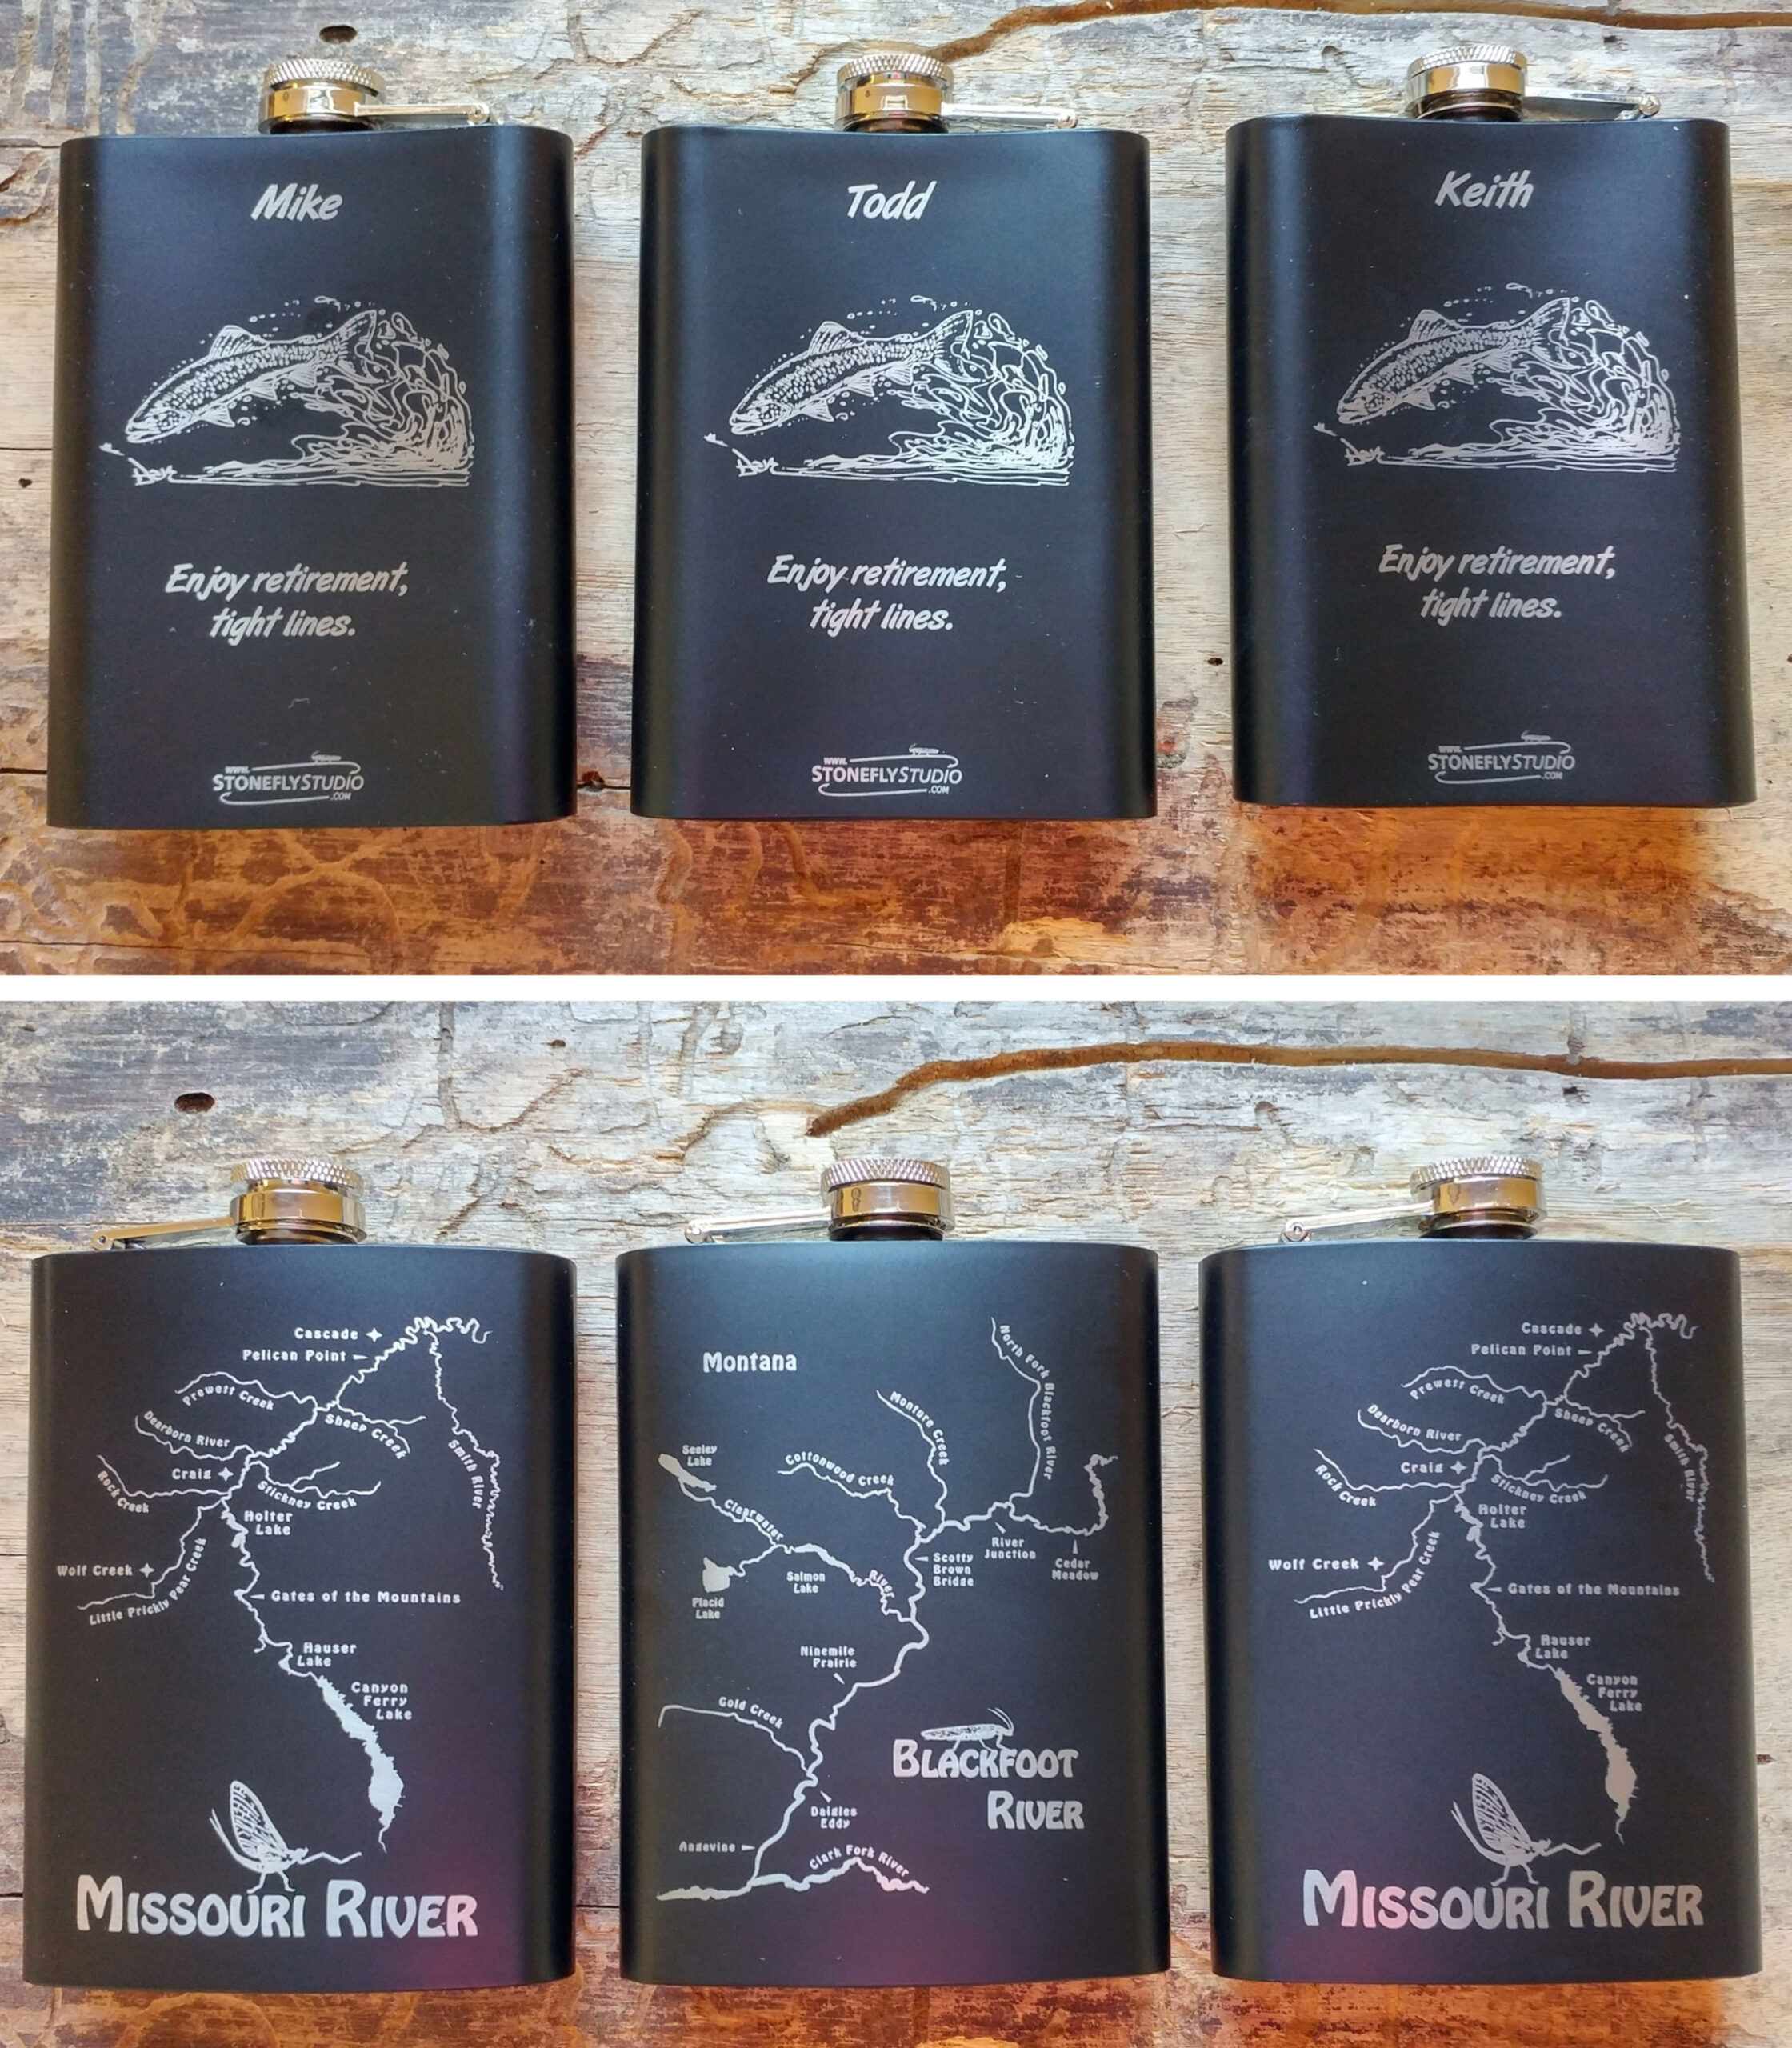 Mike
Enjoy retirement,
tight lines.
WWW.
STONEFLYSTUDIO
.COM
Todd
Enjoy retirement,
tight lines.
WWW.
STONEFLYSTUDIO
.COM
Keith
Enjoy retirement,
tight lines.
WWW.
STONEFLYSTUDIO
.COM
Cascade
Pelican Point
Prewett Creek
Sheep Creek
Dearborn River
Smith River
Craig
Rock Creek
Stickney Creek
Holter
Lake
Wolf Creek
Little Prickly Pear Creek
Gates of the Mountains
Hauser
Lake
Canyon
Ferry
Lake
MISSOURI RIVER
Montana
North Fork Blackfoot River
Monture Creek
Seeley
Lake
Cottonwood Creek
Clearwater
River
River
Junction
Scotty
Brown
Bridge
Cedar
Meadow
Salmon
Lake
Placid
Lake
Ninemile
Prairie
Gold Creek
BLACKFOOT
RIVER
Daigles
Eddy
Angevine
Clark Fork River
Cascade
Pelican Point
Prewett Creek
Sheep Creek
Dearborn River
Smith River
Craig
Rock Creek
Stickney Creek
Holter
Lake
Wolf Creek
Little Prickly Pear Creek
Gates of the Mountains
Hauser
Lake
Canyon
Ferry
Lake
MISSOURI RIVER